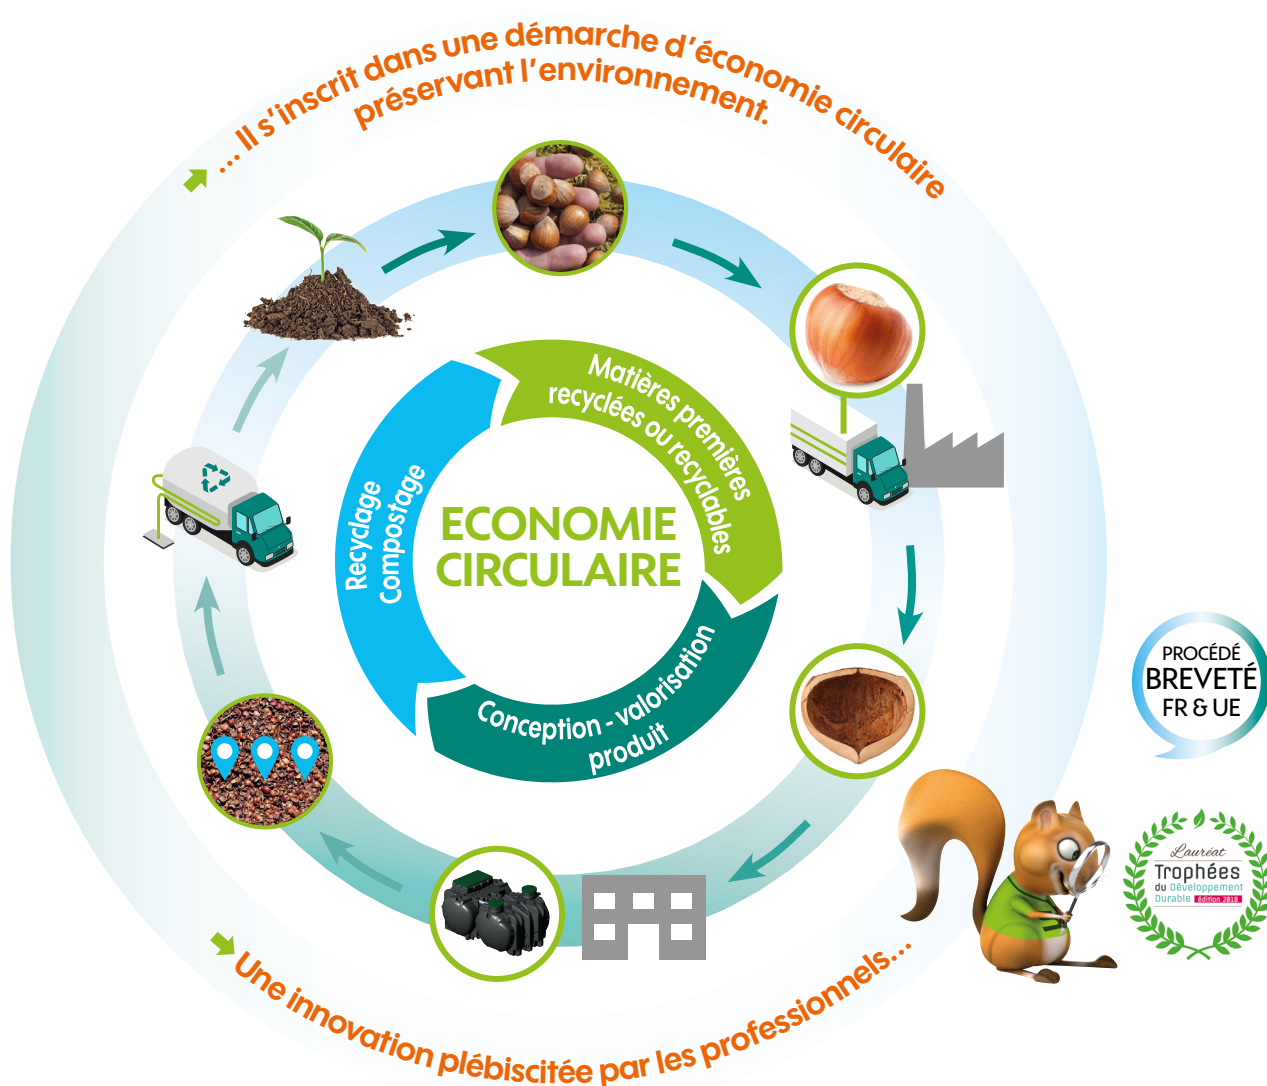 ... Il s'inscrit dans une démarche d'économie circulaire
préservant l'environnement.
Matières premières
recyclées ou recyclables
Recyclage
Compostage
ECONOMIE
CIRCULAIRE
Conception - valorisation
produit
PROCÉDÉ
BREVETÉ
FR & UE
Lauréat
Trophées
du Développement
Durable édition 2018
Une innovation plébiscitée par les professionnels...